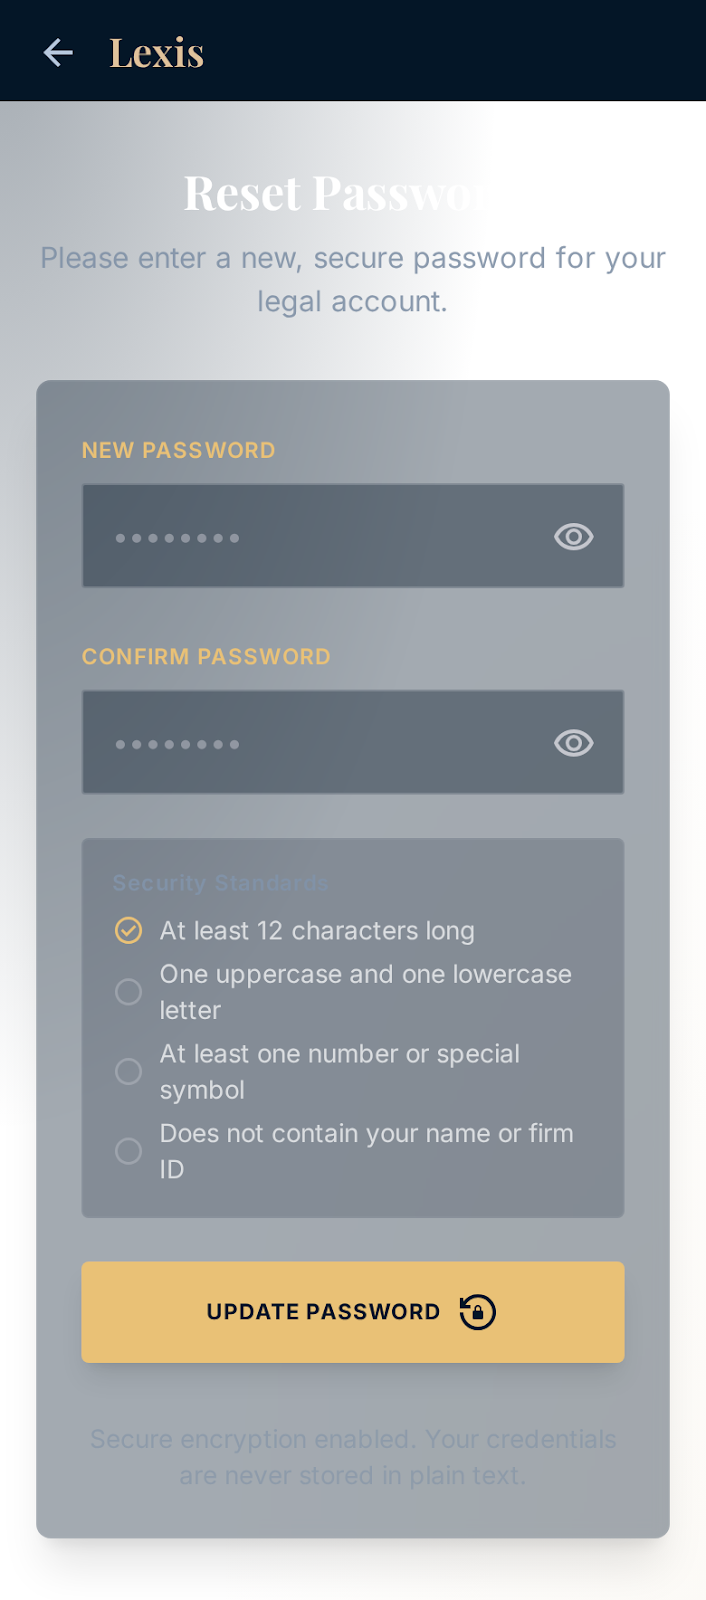 Lexis
Reset Passwo
Please enter a new, secure password for your
legal account.
NEW PASSWORD
CONFIRM PASSWORD
Security Standards
At least 12 characters long
One uppercase and one lowercase
letter
At least one number or special
symbol
Does not contain your name or firm
ID
UPDATE PASSWORD
Secure encryption enabled. Your credentials
are never stored in plain text.